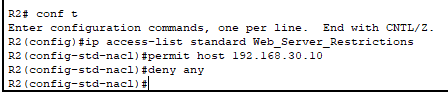 R2# conf t
Enter configuration commands, one per line.  End with CNTL/Z.
R2(config)#ip access-list standard Web_Server_Restrictions
R2(config-std-nacl)#permit host 192.168.30.10
R2(config-std-nacl)#deny any
R2(config-std-nacl)#